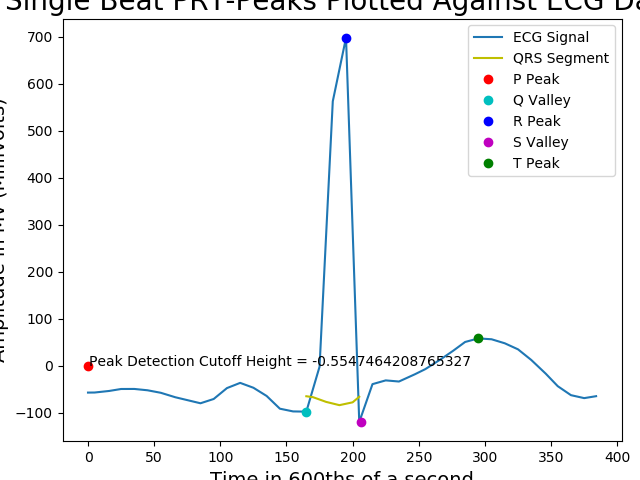 Single Beat PRT-Peaks Plotted Against ECG Da
ECG Signal
QRS Segment
P Peak
Q Valley
R Peak
S Valley
T Peak
700
600
500
400
300
200
100
0
−100
Peak Detection Cutoff Height = -0.5547464208765327
0 50 100 150 200 250 300 350 400
Time in 600ths of a second
Amplitude in MV (Millivolts)